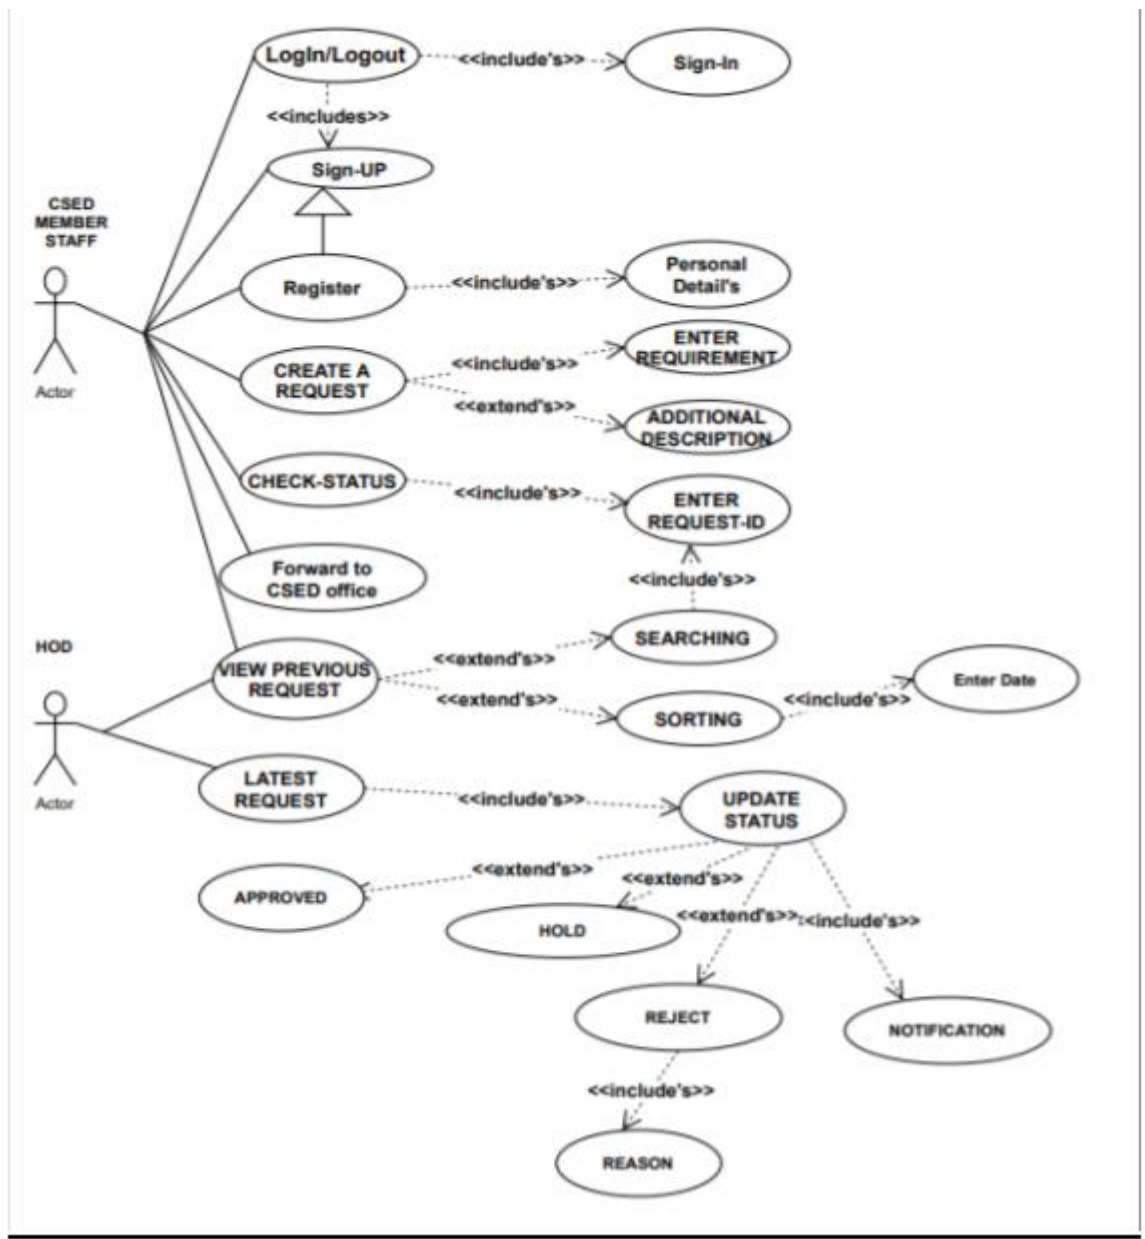 LogIn/Logout
<<include's>>
Sign-In
<<includes>>
Sign-UP
CSED
MEMBER
STAFF
Actor
Register
<<include's>>
Personal
Detail's
CREATE A
REQUEST
<<include's>>
ENTER
REQUIREMENT
<<extend's>>
ADDITIONAL
DESCRIPTION
CHECK-STATUS
<<include's>>
ENTER
REQUEST-ID
Forward to
CSED office
<<include's>>
HOD
Actor
VIEW PREVIOUS
REQUEST
<<extend's>>
SEARCHING
<<extend's>>
SORTING
<<include's>>
Enter Date
LATEST
REQUEST
<<include's>>
UPDATE
STATUS
<<extend's>>
APPROVED
<<extend's>>
HOLD
<<extend's>>
<<include's>>
REJECT
NOTIFICATION
<<include's>>
REASON